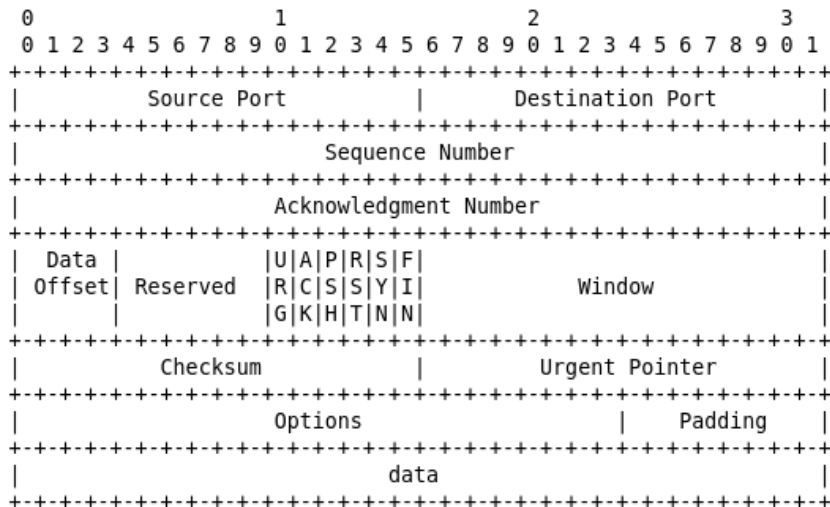 0                   1                   2                   3
 0 1 2 3 4 5 6 7 8 9 0 1 2 3 4 5 6 7 8 9 0 1 2 3 4 5 6 7 8 9 0 1
+-+-+-+-+-+-+-+-+-+-+-+-+-+-+-+-+-+-+-+-+-+-+-+-+-+-+-+-+-+-+-+-+
|          Source Port          |       Destination Port        |
+-+-+-+-+-+-+-+-+-+-+-+-+-+-+-+-+-+-+-+-+-+-+-+-+-+-+-+-+-+-+-+-+
|                        Sequence Number                        |
+-+-+-+-+-+-+-+-+-+-+-+-+-+-+-+-+-+-+-+-+-+-+-+-+-+-+-+-+-+-+-+-+
|                    Acknowledgment Number                      |
+-+-+-+-+-+-+-+-+-+-+-+-+-+-+-+-+-+-+-+-+-+-+-+-+-+-+-+-+-+-+-+-+
|  Data |           |U|A|P|R|S|F|                               |
| Offset| Reserved  |R|C|S|S|Y|I|            Window             |
|       |           |G|K|H|T|N|N|                               |
+-+-+-+-+-+-+-+-+-+-+-+-+-+-+-+-+-+-+-+-+-+-+-+-+-+-+-+-+-+-+-+-+
|           Checksum            |         Urgent Pointer        |
+-+-+-+-+-+-+-+-+-+-+-+-+-+-+-+-+-+-+-+-+-+-+-+-+-+-+-+-+-+-+-+-+
|                    Options                    |    Padding    |
+-+-+-+-+-+-+-+-+-+-+-+-+-+-+-+-+-+-+-+-+-+-+-+-+-+-+-+-+-+-+-+-+
|                             data                              |
+-+-+-+-+-+-+-+-+-+-+-+-+-+-+-+-+-+-+-+-+-+-+-+-+-+-+-+-+-+-+-+-+